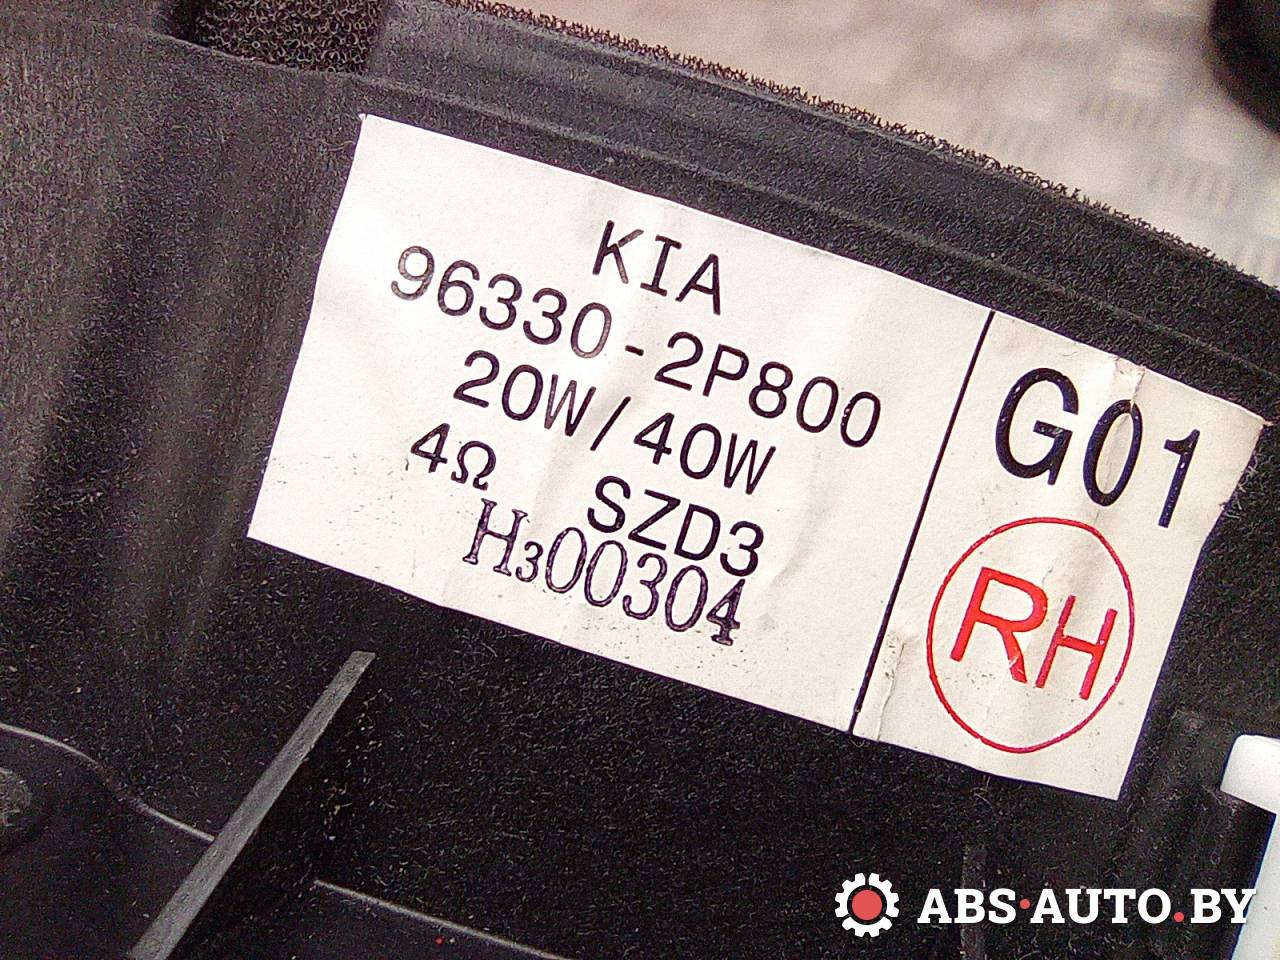 KIA
96330-2P800
20W/40W
4Ω SZD3
H300304
G01
RH
ABS·AUTO.BY